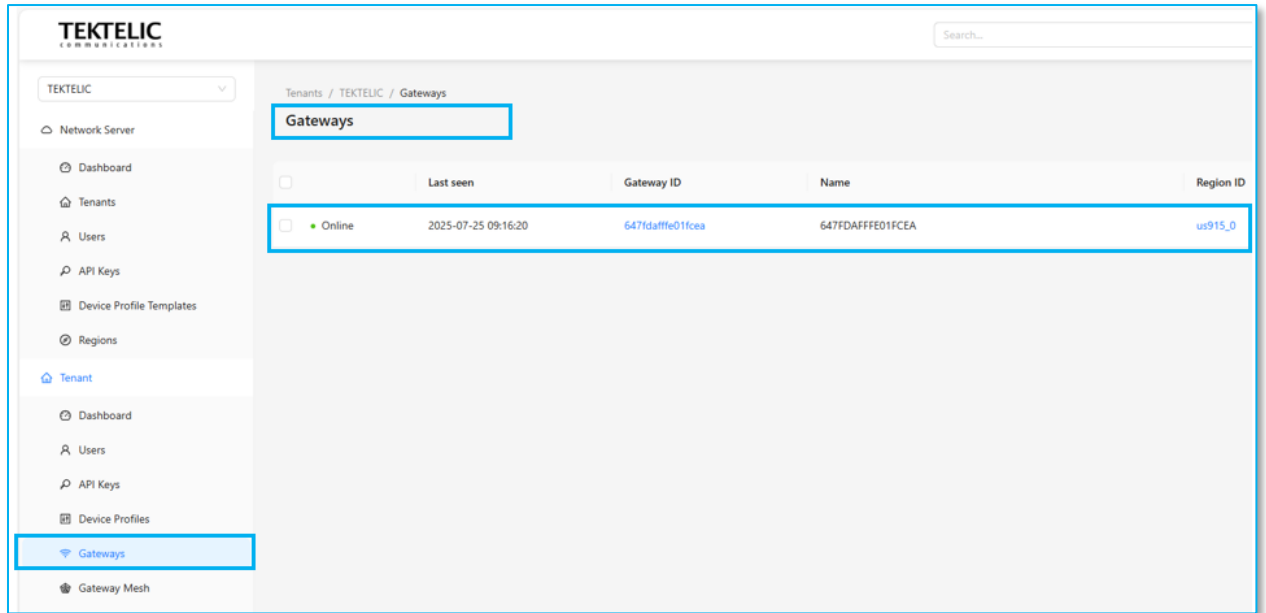 TEKTELIC
communications
Search...
TEKTELIC
Network Server
Dashboard
Tenants
Users
API Keys
Device Profile Templates
Regions
Tenant
Dashboard
Users
API Keys
Device Profiles
Gateways
Gateway Mesh
Tenants / TEKTELIC / Gateways
Gateways
Last seen Gateway ID Name Region ID
Online 2025-07-25 09:16:20 647fdafffe01fcea 647FDAFFFE01FCEA us915_0